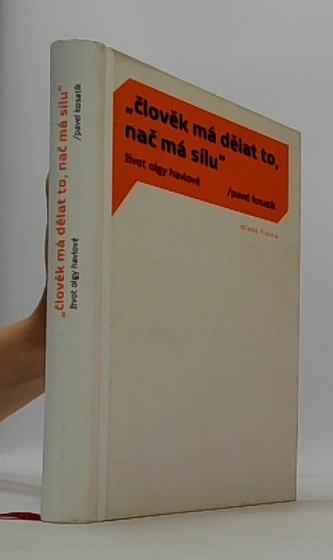 „člověk má dělat to, nač má sílu“
život olgy havlové
/pavel kosatík
„člověk má dělat to,
nač má sílu“
život olgy havlové /pavel kosatík
mladá fronta